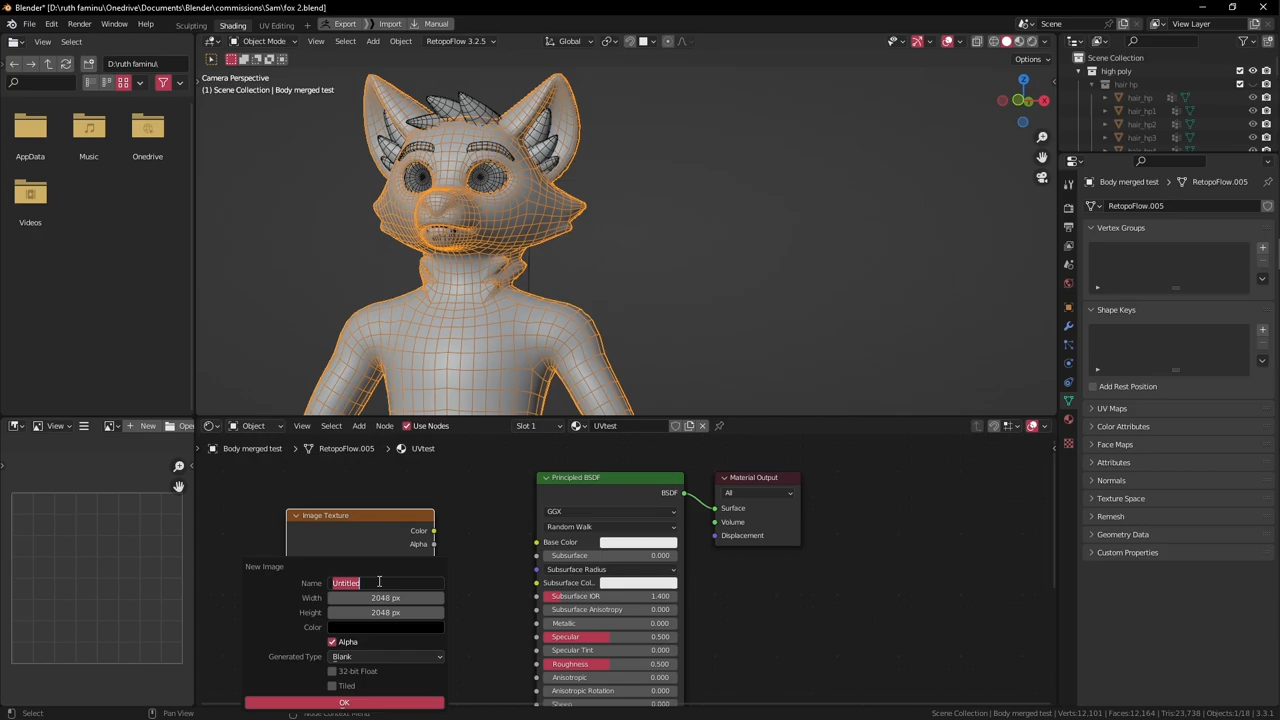 Blender* [D:\ruth faminu\Onedrive\Documents\Blender\commissions\Sam\fox 2.blend]
File Edit Render Window Help Sculpting Shading UV Editing + Export Import Manual Scene View Layer
View Select Object Mode View Select Add Object RetopoFlow 3.2.5 Global
D:\ruth faminu\ Options
Camera Perspective
(1) Scene Collection | Body merged test
AppData Music Onedrive
Videos
Z
X
Scene Collection
high poly
hair hp
hair_hp
hair_hp1
hair_hp2
hair_hp3
Body merged test > RetopoFlow.005
RetopoFlow.005
Vertex Groups
Shape Keys
Add Rest Position
UV Maps
Color Attributes
Face Maps
Attributes
Normals
Texture Space
Remesh
Geometry Data
Custom Properties
View + New Open
Object View Select Add Node Use Nodes Slot 1 UVtest
Body merged test > RetopoFlow.005 > UVtest
Image Texture
Color
Alpha
New Image
Name Untitled
Width 2048 px
Height 2048 px
Color
Alpha
Generated Type Blank
32-bit Float
Tiled
OK
Principled BSDF
BSDF
GGX
Random Walk
Base Color
Subsurface 0.000
Subsurface Radius
Subsurface Col...
Subsurface IOR 1.400
Subsurface Anisotropy 0.000
Metallic 0.000
Specular 0.500
Specular Tint 0.000
Roughness 0.500
Anisotropic 0.000
Anisotropic Rotation 0.000
Sheen 0.000
Material Output
All
Surface
Volume
Displacement
Select Pan View Node Context Menu
Scene Collection | Body merged test | Verts:12,101 | Faces:12,164 | Tris:23,738 | Objects:1/18 | 3.3.1